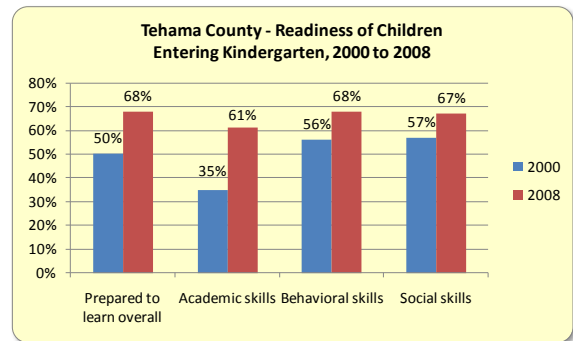 Tehama County - Readiness of Children
Entering Kindergarten, 2000 to 2008
80%
70%
60%
50%
40%
30%
20%
10%
0%
50%
68%
35%
61%
56%
68%
57%
67%
Prepared to
learn overall
Academic skills
Behavioral skills
Social skills
2000
2008